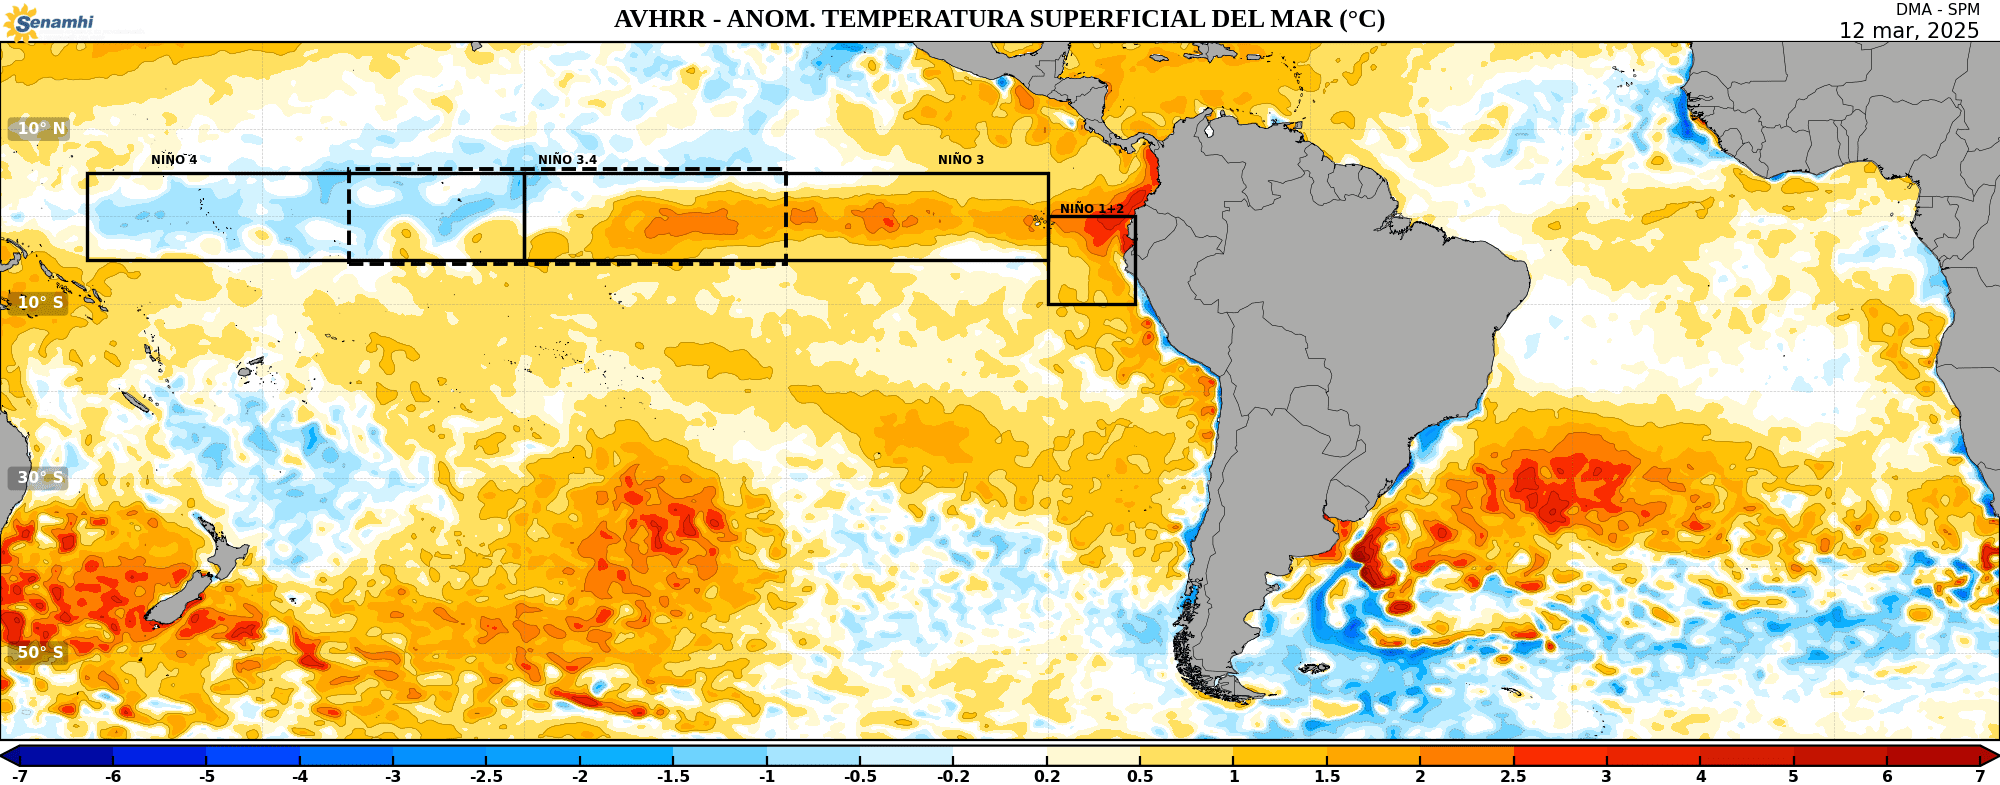 Senamhi
AVHRR - ANOM. TEMPERATURA SUPERFICIAL DEL MAR (°C)
DMA - SPM
12 mar, 2025
10° N
NIÑO 4
NIÑO 3.4
NIÑO 3
NIÑO 1+2
10° S
30° S
50° S
-7 -6 -5 -4 -3 -2.5 -2 -1.5 -1 -0.5 -0.2 0.2 0.5 1 1.5 2 2.5 3 4 5 6 7